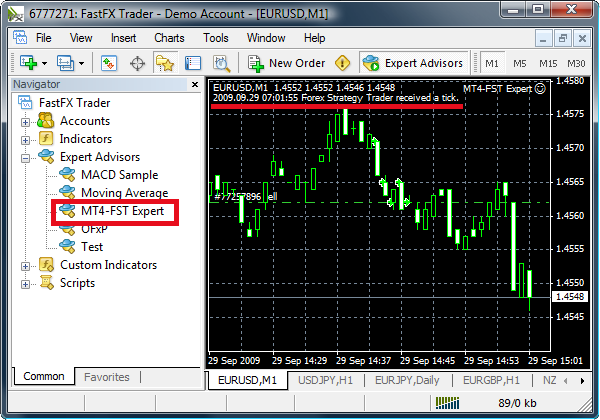 6777271: FastFX Trader - Demo Account - [EURUSD,M1]
File View Insert Charts Tools Window Help
New Order Expert Advisors M1 M5 M15 M30
Navigator
FastFX Trader
Accounts
Indicators
Expert Advisors
MACD Sample
Moving Average
MT4-FST Expert
OFxP
Test
Custom Indicators
Scripts
Common Favorites
EURUSD,M1 1.4552 1.4552 1.4546 1.4548 MT4-FST Expert
2009.09.29 07:01:55 Forex Strategy Trader received a tick.
#77257896 sell
1.4580
1.4575
1.4570
1.4565
1.4560
1.4555
1.4550
1.4548
1.4545
29 Sep 2009 29 Sep 14:29 29 Sep 14:37 29 Sep 14:45 29 Sep 14:53 29 Sep 15:01
EURUSD,M1 USDJPY,H1 EURJPY,Daily EURGBP,H1 NZ
89/0 kb